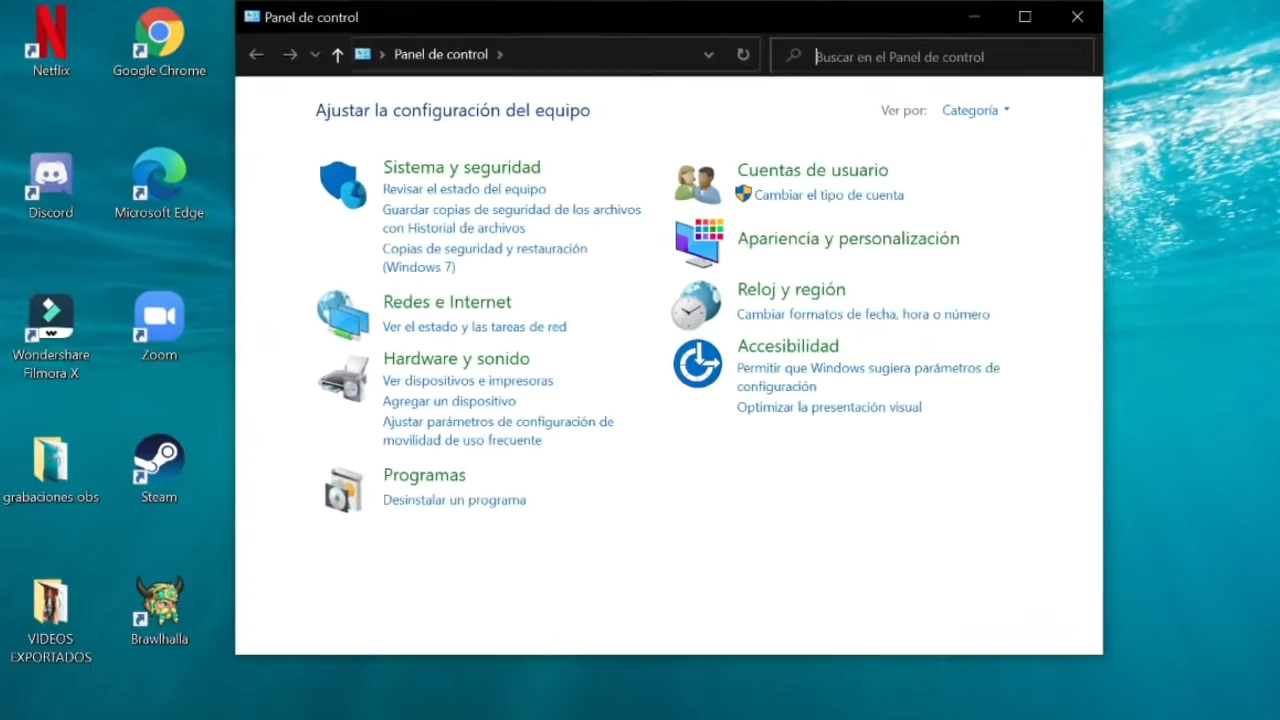 Netflix
Google Chrome
Discord
Microsoft Edge
Wondershare
Filmora X
Zoom
grabaciones obs
Steam
VIDEOS
EXPORTADOS
Brawlhalla
Panel de control
Panel de control
Buscar en el Panel de control
Ajustar la configuración del equipo
Ver por: Categoría
Sistema y seguridad
Revisar el estado del equipo
Guardar copias de seguridad de los archivos
con Historial de archivos
Copias de seguridad y restauración
(Windows 7)
Redes e Internet
Ver el estado y las tareas de red
Hardware y sonido
Ver dispositivos e impresoras
Agregar un dispositivo
Ajustar parámetros de configuración de
movilidad de uso frecuente
Programas
Desinstalar un programa
Cuentas de usuario
Cambiar el tipo de cuenta
Apariencia y personalización
Reloj y región
Cambiar formatos de fecha, hora o número
Accesibilidad
Permitir que Windows sugiera parámetros de
configuración
Optimizar la presentación visual